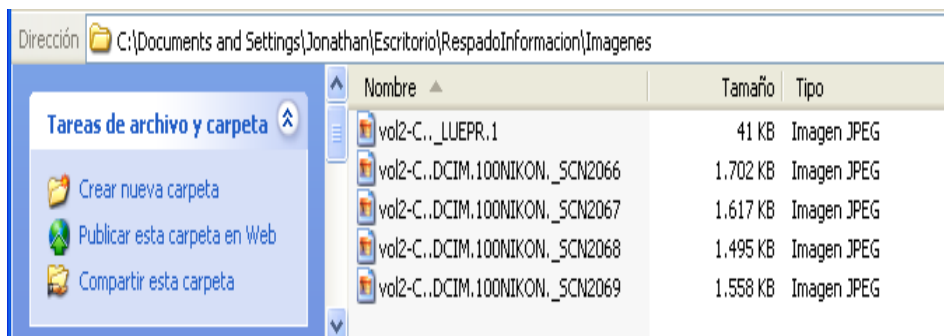 Dirección C:\Documents and Settings\Jonathan\Escritorio\RespadoInformacion\Imagenes
Tareas de archivo y carpeta
Crear nueva carpeta
Publicar esta carpeta en Web
Compartir esta carpeta
Nombre Tamaño Tipo
vol2-C.._LUEPR.1 41 KB Imagen JPEG
vol2-C..DCIM.100NIKON._SCN2066 1.702 KB Imagen JPEG
vol2-C..DCIM.100NIKON._SCN2067 1.617 KB Imagen JPEG
vol2-C..DCIM.100NIKON._SCN2068 1.495 KB Imagen JPEG
vol2-C..DCIM.100NIKON._SCN2069 1.558 KB Imagen JPEG